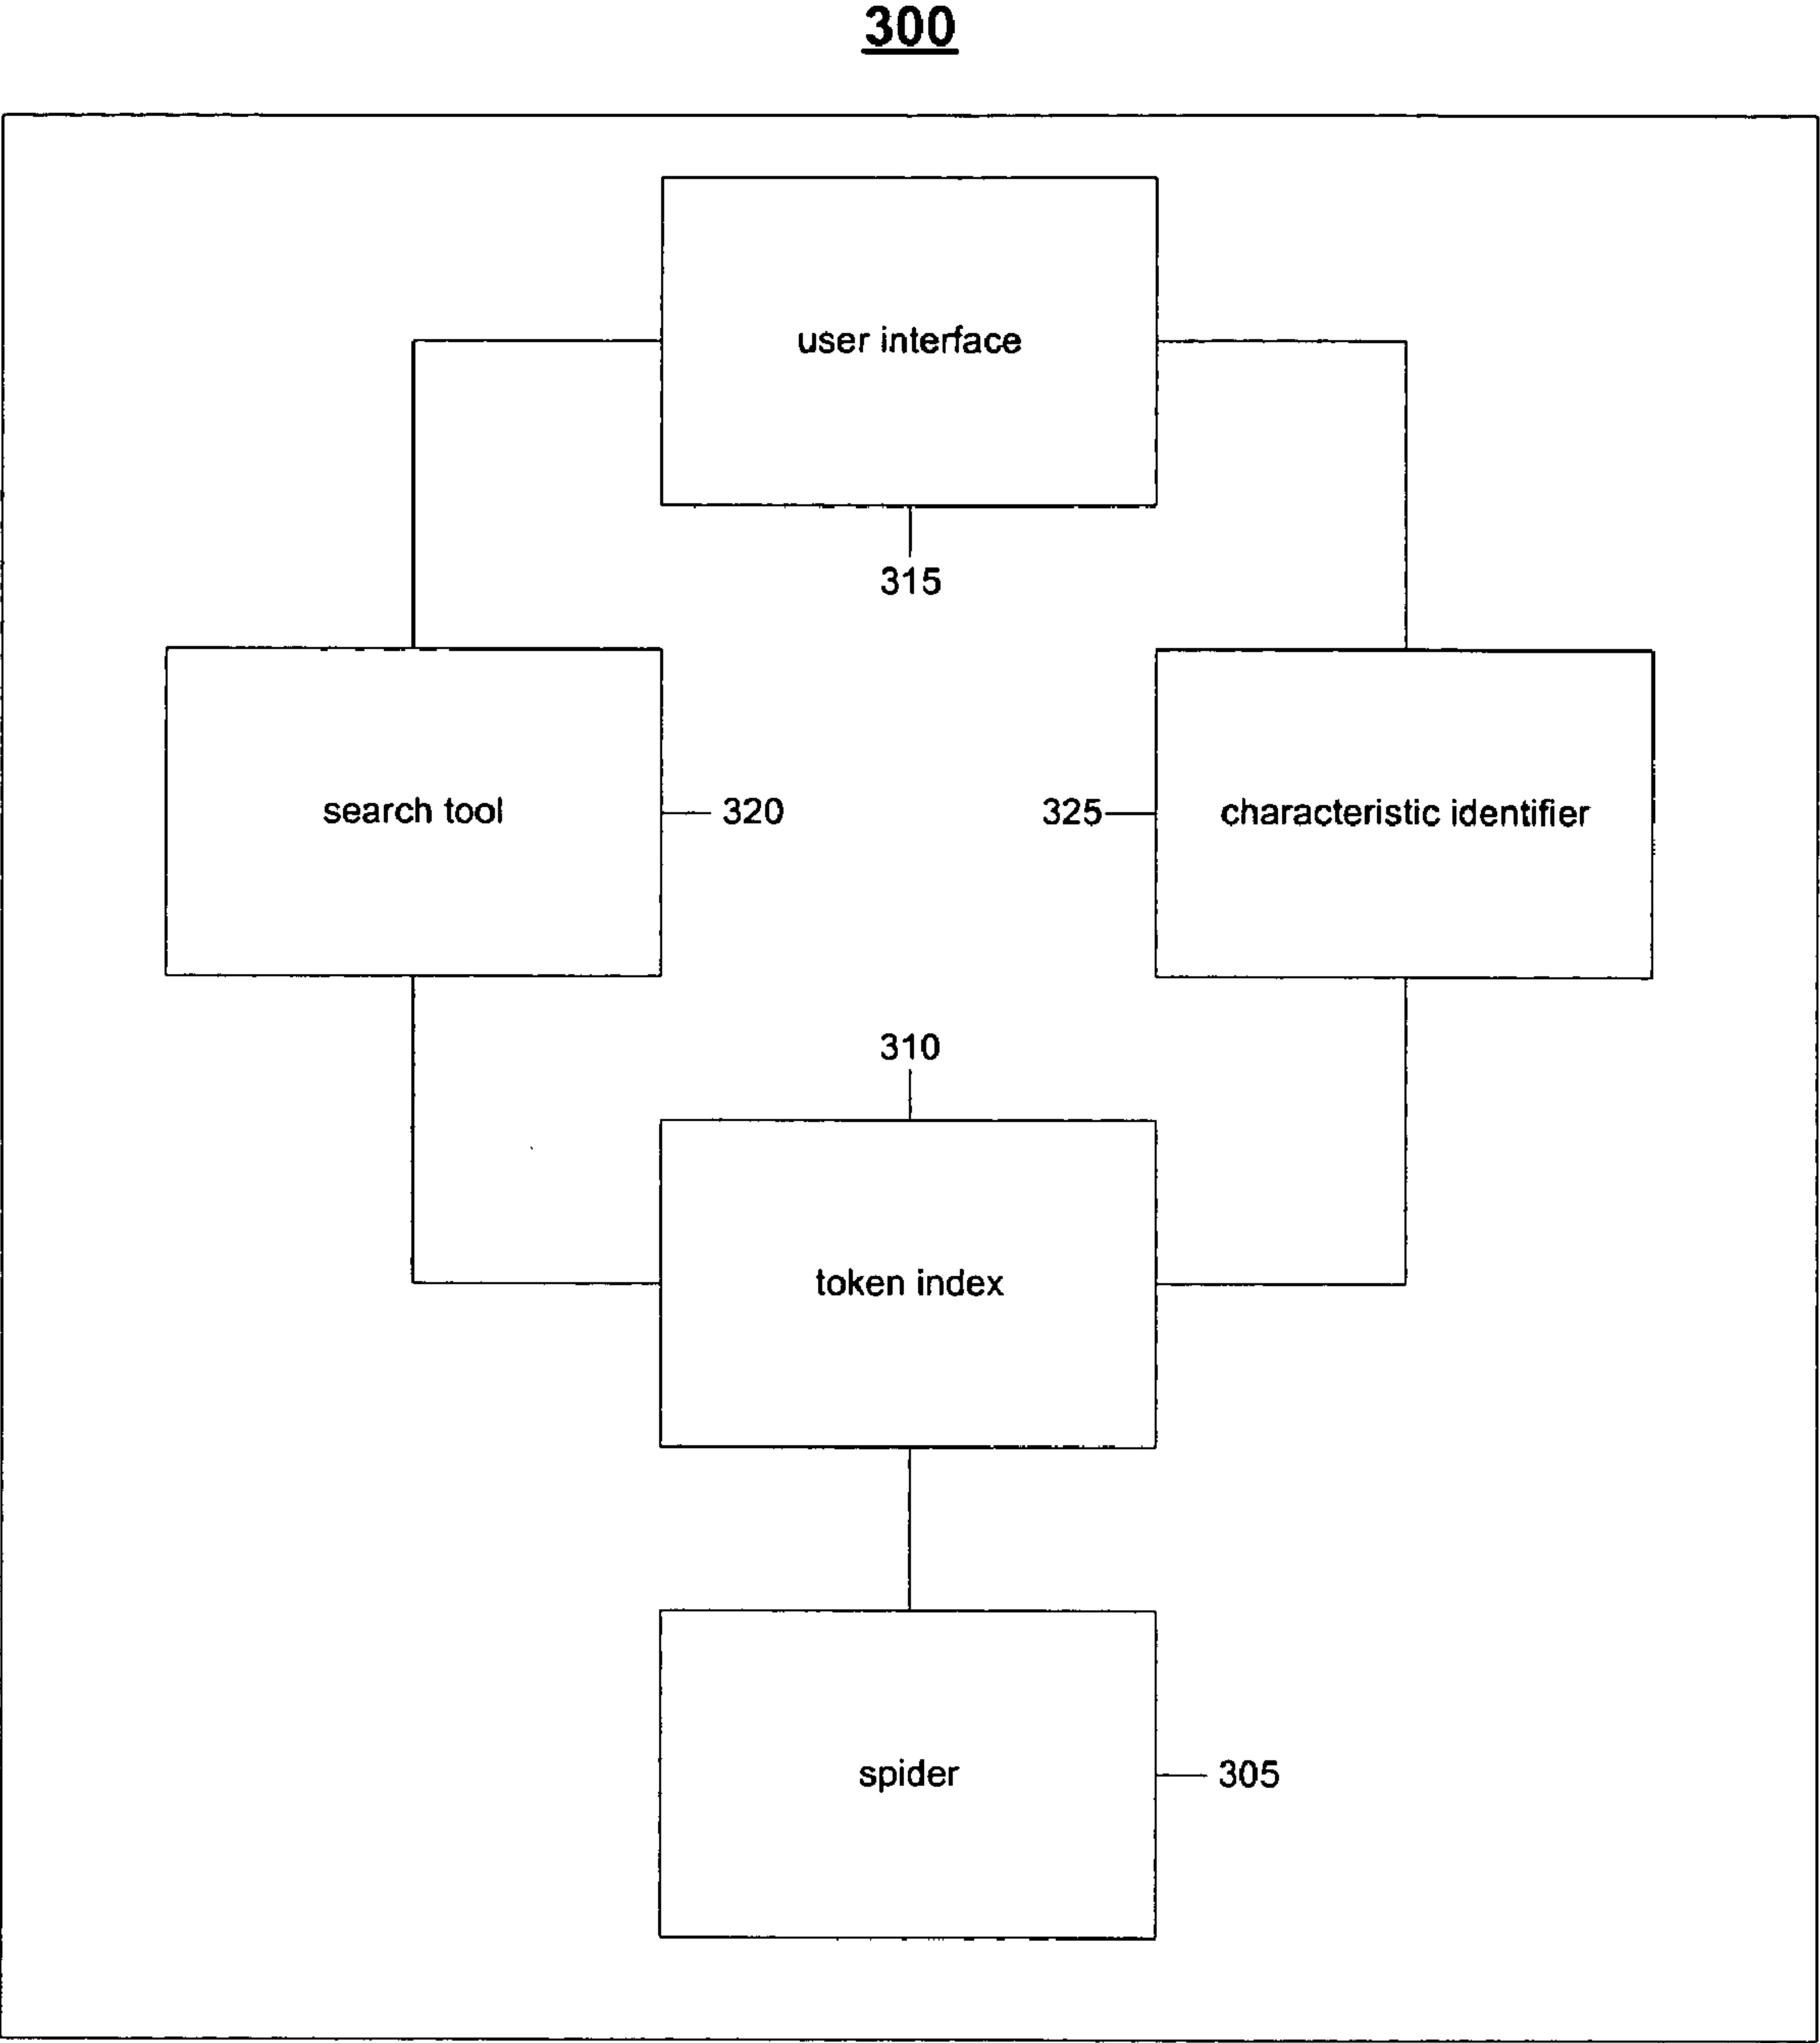 300
user interface
315
search tool
320
325
characteristic identifier
310
token index
spider
305